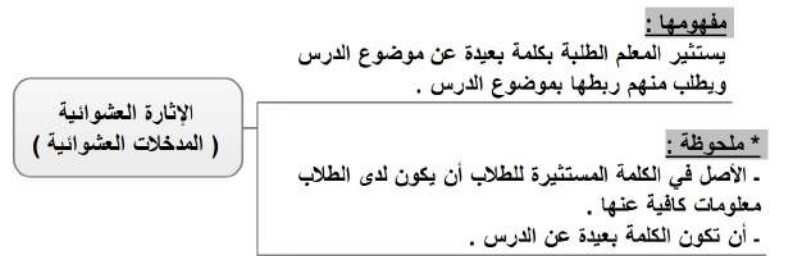 الإثارة العشوائية
( المدخلات العشوائية )
مفهومها :
يستثير المعلم الطلبة بكلمة بعيدة عن موضوع الدرس
ويطلب منهم ربطها بموضوع الدرس .
* ملحوظة :
ـ الأصل في الكلمة المستثيرة للطلاب أن يكون لدى الطلاب
معلومات كافية عنها .
ـ أن تكون الكلمة بعيدة عن الدرس .